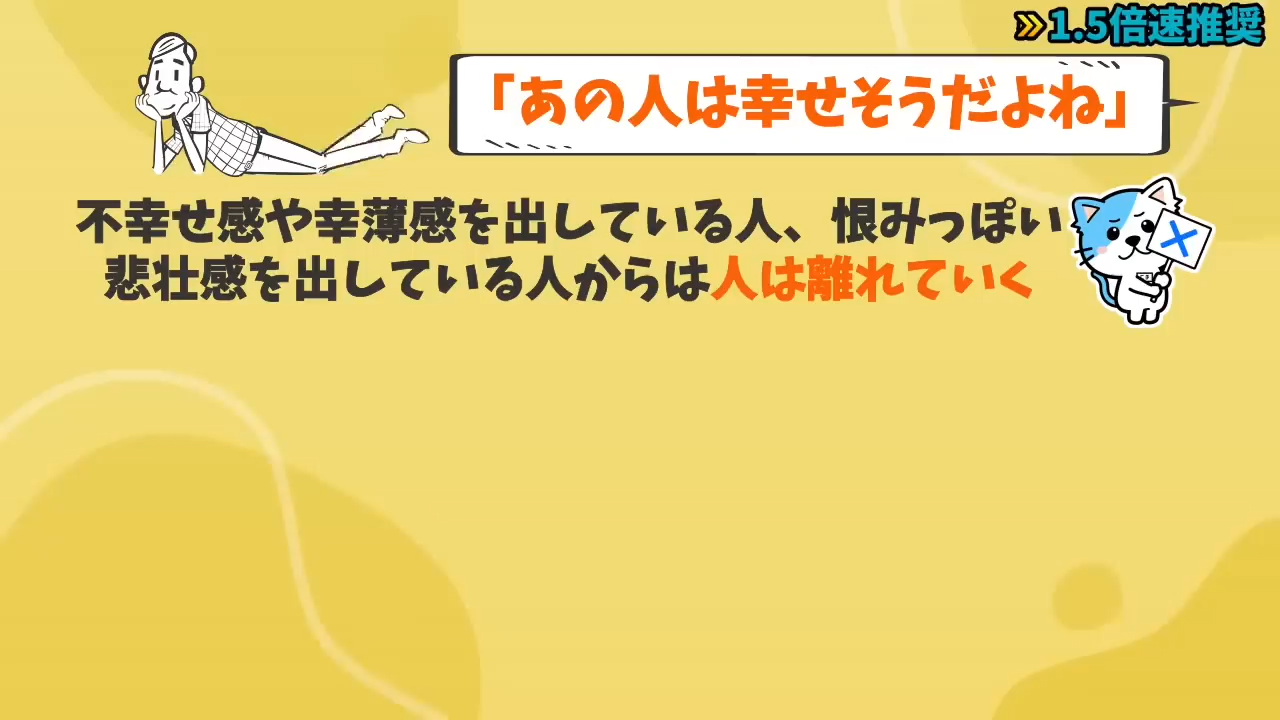 1.5倍速推奨
「あの人は幸せそうだよね」
不幸せ感や幸薄感を出している人、恨みっぽい
悲壮感を出している人からは人は離れていく